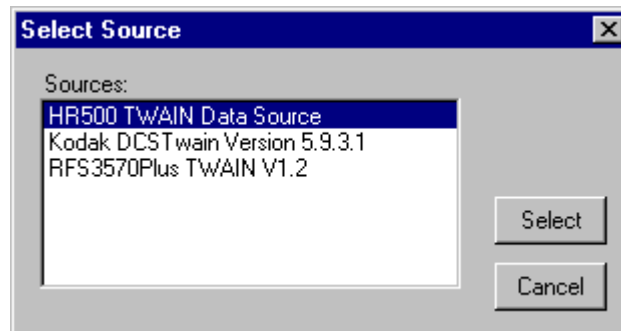 Select Source
Sources:
HR500 TWAIN Data Source
Kodak DCSTwain Version 5.9.3.1
RFS3570Plus TWAIN V1.2
Select
Cancel